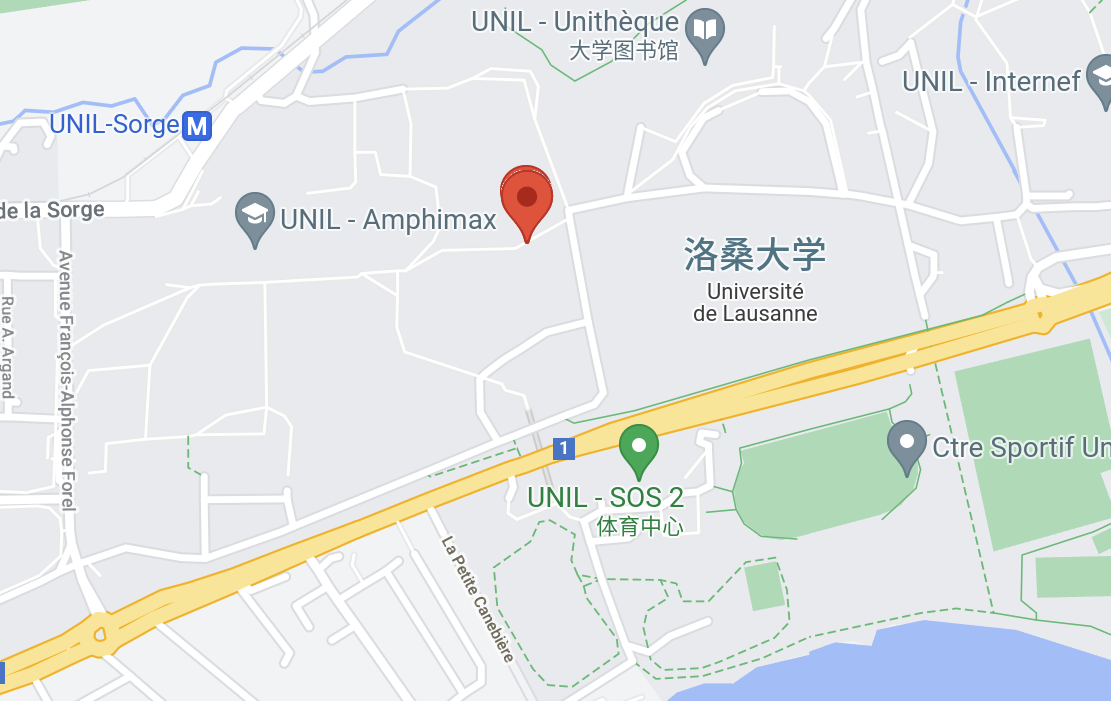 UNIL - Unithèque
大学图书馆
UNIL - Internef
UNIL-Sorge M
de la Sorge
UNIL - Amphimax
洛桑大学
Université
de Lausanne
Avenue François-Alphonse Forel
Rue A. Argand
1
Ctre Sportif Un
UNIL - SOS 2
体育中心
La Petite Canebière